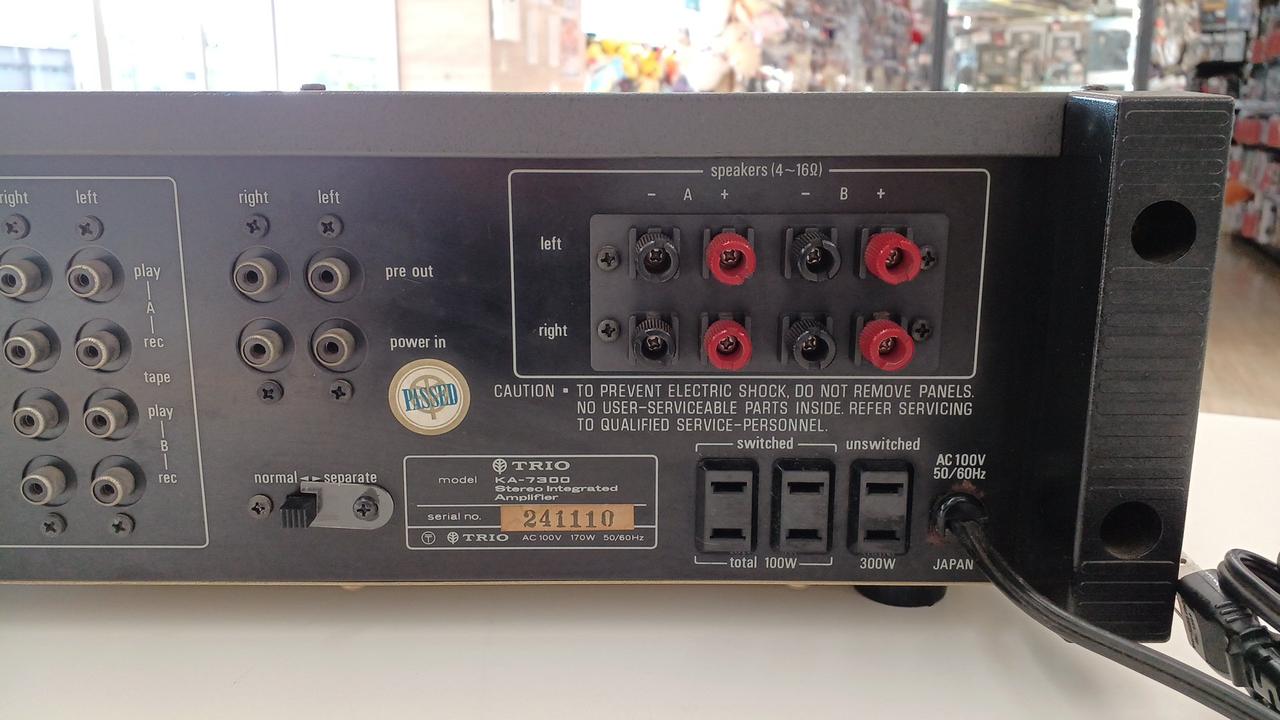 right left
play
A
rec
tape
play
B
rec
right left
pre out
power in
PASSED
normal ◄► separate
speakers (4~16Ω)
− A + − B +
left
right
CAUTION ▪ TO PREVENT ELECTRIC SHOCK, DO NOT REMOVE PANELS.
NO USER-SERVICEABLE PARTS INSIDE. REFER SERVICING
TO QUALIFIED SERVICE-PERSONNEL.
TRIO
model KA-7300
Stereo Integrated
Amplifier
serial no. 241110
TRIO AC 100V 170W 50/60Hz
switched unswitched
total 100W 300W
AC 100V
50/60Hz
JAPAN